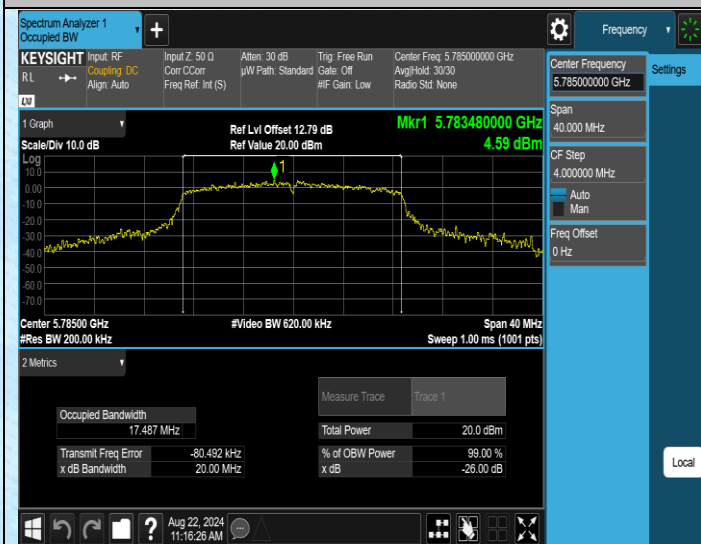 Spectrum Analyzer 1
Occupied BW
+
Frequency
KEYSIGHT
R L
LXI
Input: RF
Coupling: DC
Align: Auto
Input Z: 50 Ω
Corr CCorr
Freq Ref: Int (S)
Atten: 30 dB
µW Path: Standard
Trig: Free Run
Gate: Off
#IF Gain: Low
Center Freq: 5.785000000 GHz
Avg|Hold: 30/30
Radio Std: None
Center Frequency
5.785000000 GHz
Settings
Span
40.000 MHz
CF Step
4.000000 MHz
Auto
Man
Freq Offset
0 Hz
Local
1 Graph
Scale/Div 10.0 dB
Ref Lvl Offset 12.79 dB
Ref Value 20.00 dBm
Mkr1 5.783480000 GHz
4.59 dBm
Log
10.0
0.00
-10.0
-20.0
-30.0
-40.0
-50.0
-60.0
-70.0
1
Center 5.78500 GHz
#Res BW 200.00 kHz
#Video BW 620.00 kHz
Span 40 MHz
Sweep 1.00 ms (1001 pts)
2 Metrics
Measure Trace
Trace 1
Occupied Bandwidth
17.487 MHz
Total Power
20.0 dBm
Transmit Freq Error
-80.492 kHz
% of OBW Power
99.00 %
x dB Bandwidth
20.00 MHz
x dB
-26.00 dB
?
Aug 22, 2024
11:16:26 AM